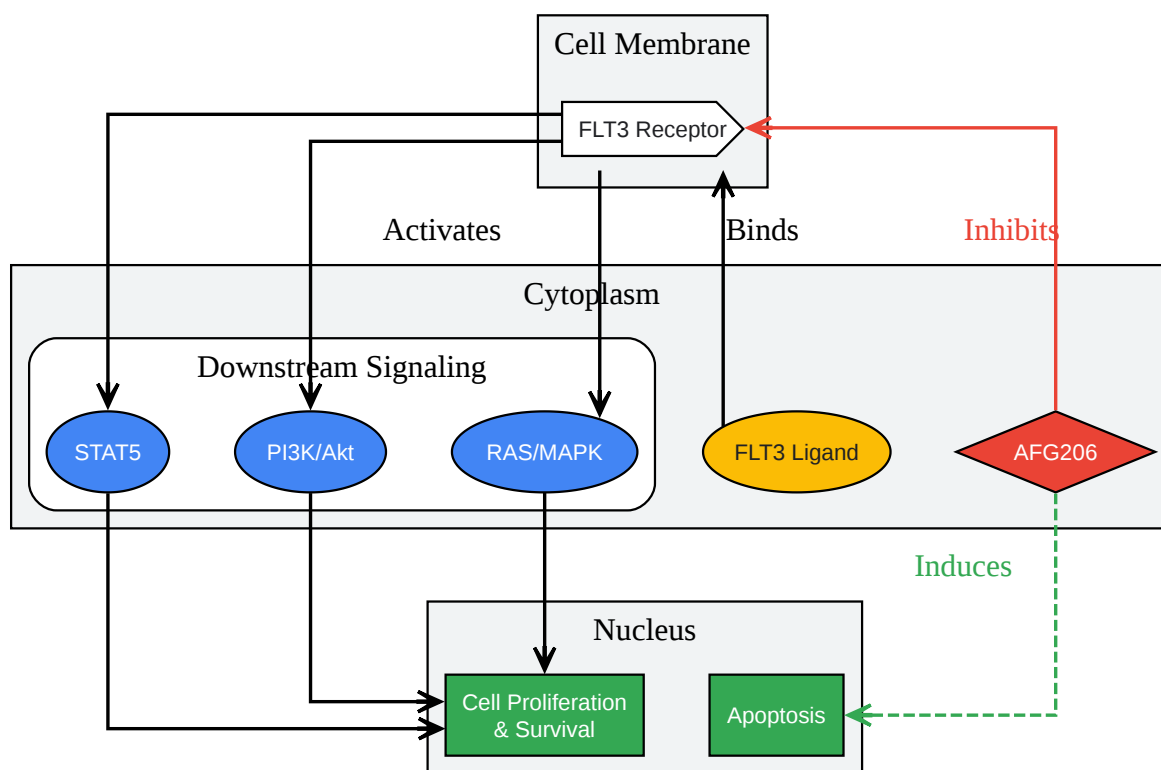 Cell Membrane
FLT3 Receptor
Activates
Binds
Inhibits
Cytoplasm
Downstream Signaling
STAT5
PI3K/Akt
RAS/MAPK
FLT3 Ligand
AFG206
Induces
Nucleus
Cell Proliferation
& Survival
Apoptosis